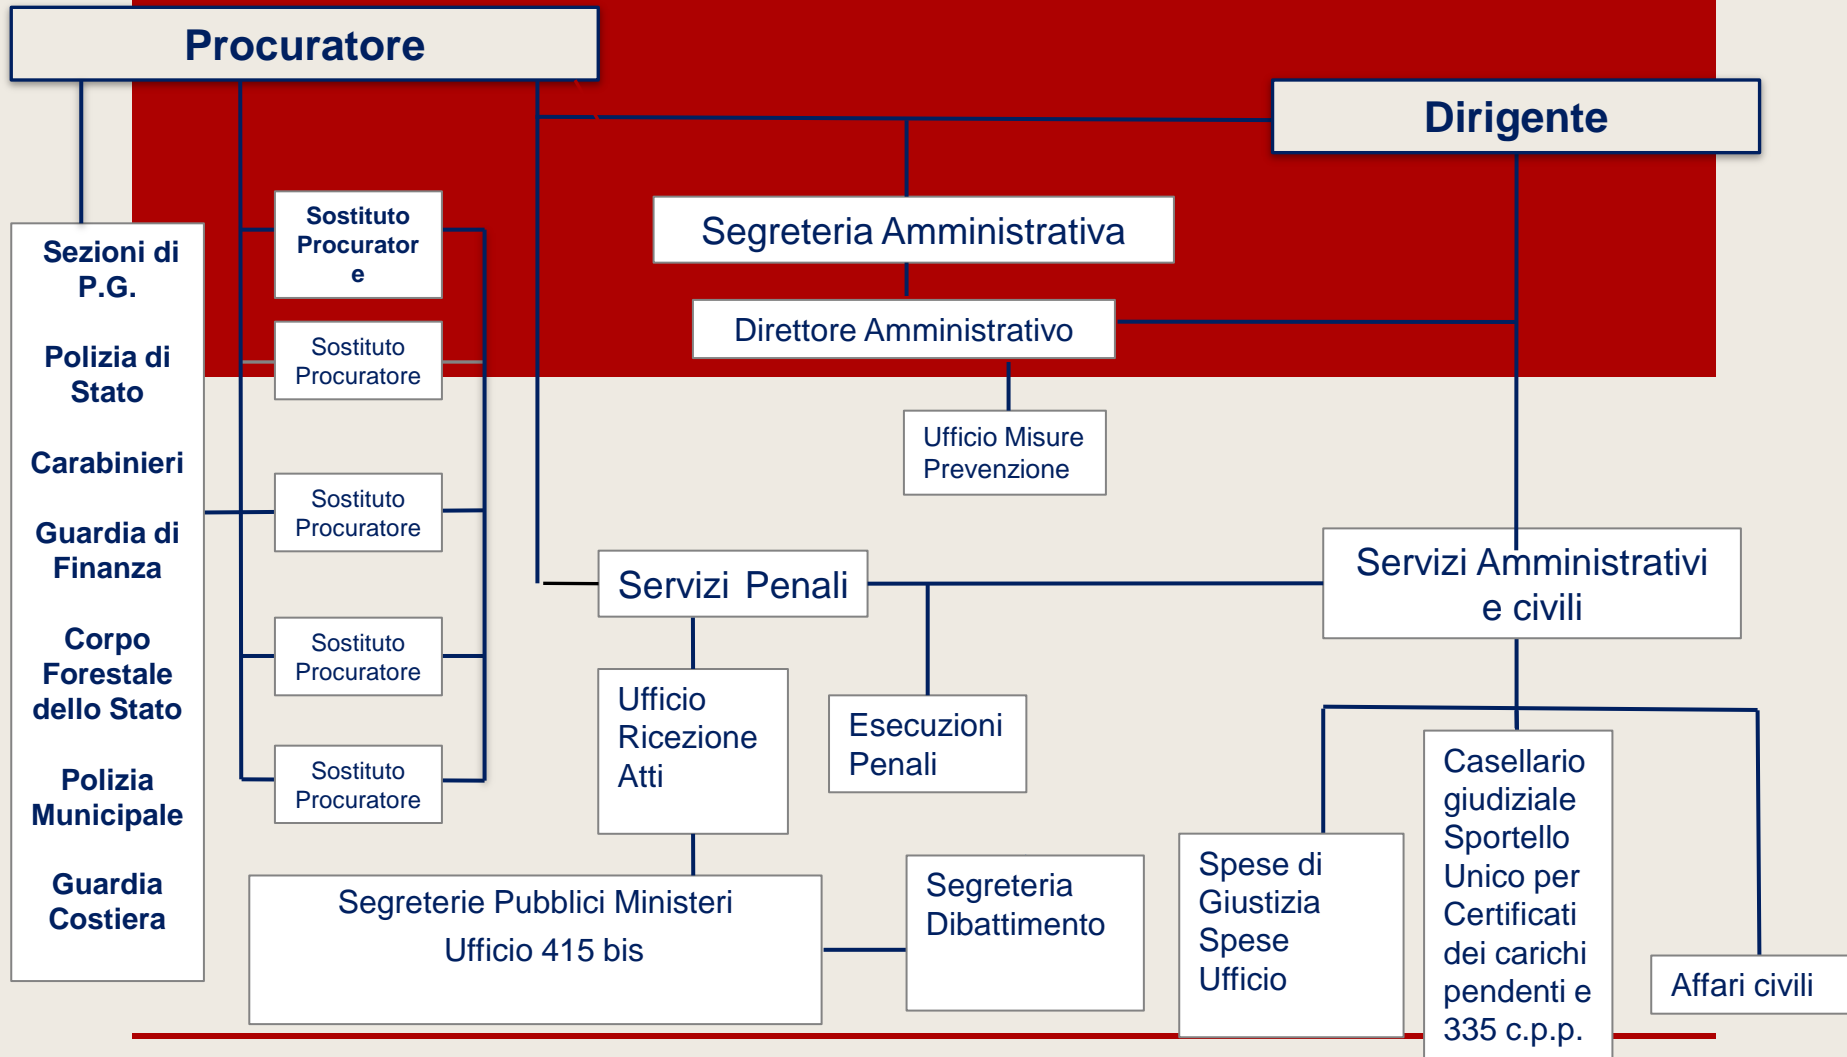 Procuratore
Dirigente
Sezioni di
P.G.
Polizia di
Stato
Carabinieri
Guardia di
Finanza
Corpo
Forestale
dello Stato
Polizia
Municipale
Guardia
Costiera
Sostituto
Procurator
e
Sostituto
Procuratore
Sostituto
Procuratore
Sostituto
Procuratore
Sostituto
Procuratore
Segreteria Amministrativa
Direttore Amministrativo
Ufficio Misure
Prevenzione
Servizi Penali
Servizi Amministrativi
e civili
Ufficio
Ricezione
Atti
Esecuzioni
Penali
Segreterie Pubblici Ministeri
Ufficio 415 bis
Segreteria
Dibattimento
Spese di
Giustizia
Spese
Ufficio
Casellario
giudiziale
Sportello
Unico per
Certificati
dei carichi
pendenti e
335 c.p.p.
Affari civili